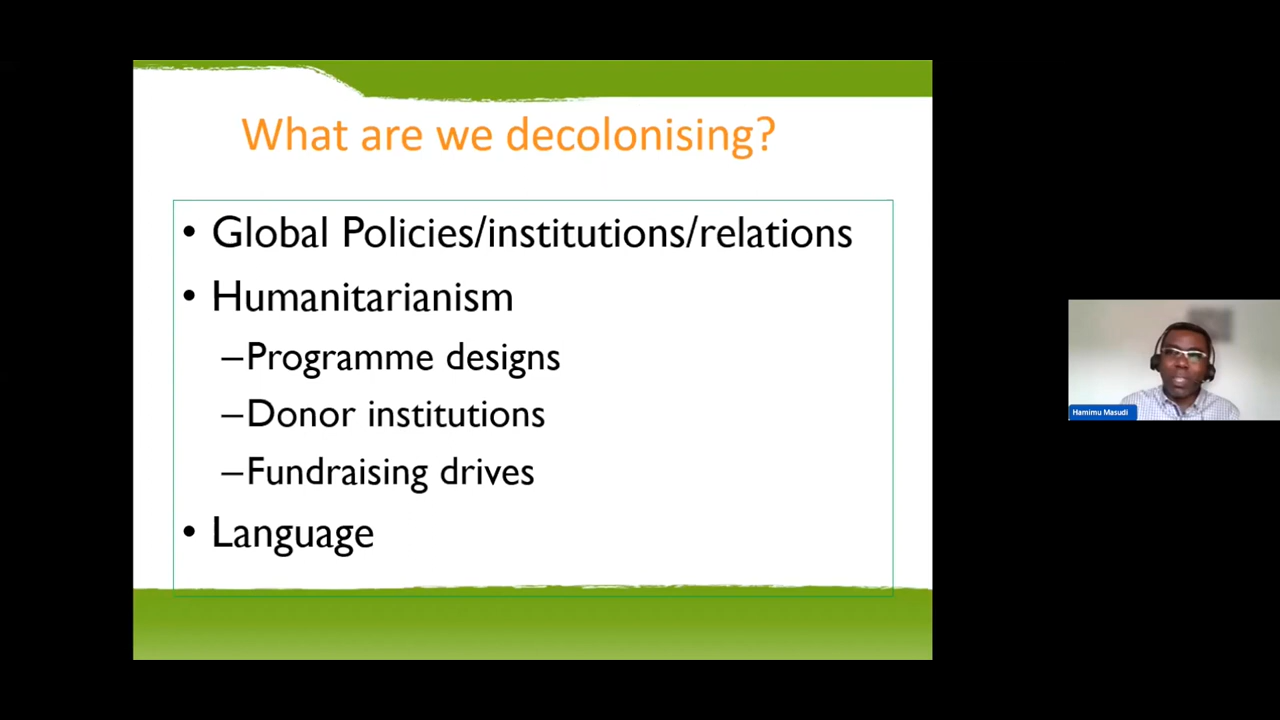 What are we decolonising?
• Global Policies/institutions/relations
• Humanitarianism
–Programme designs
–Donor institutions
–Fundraising drives
• Language
Hamimu Masudi